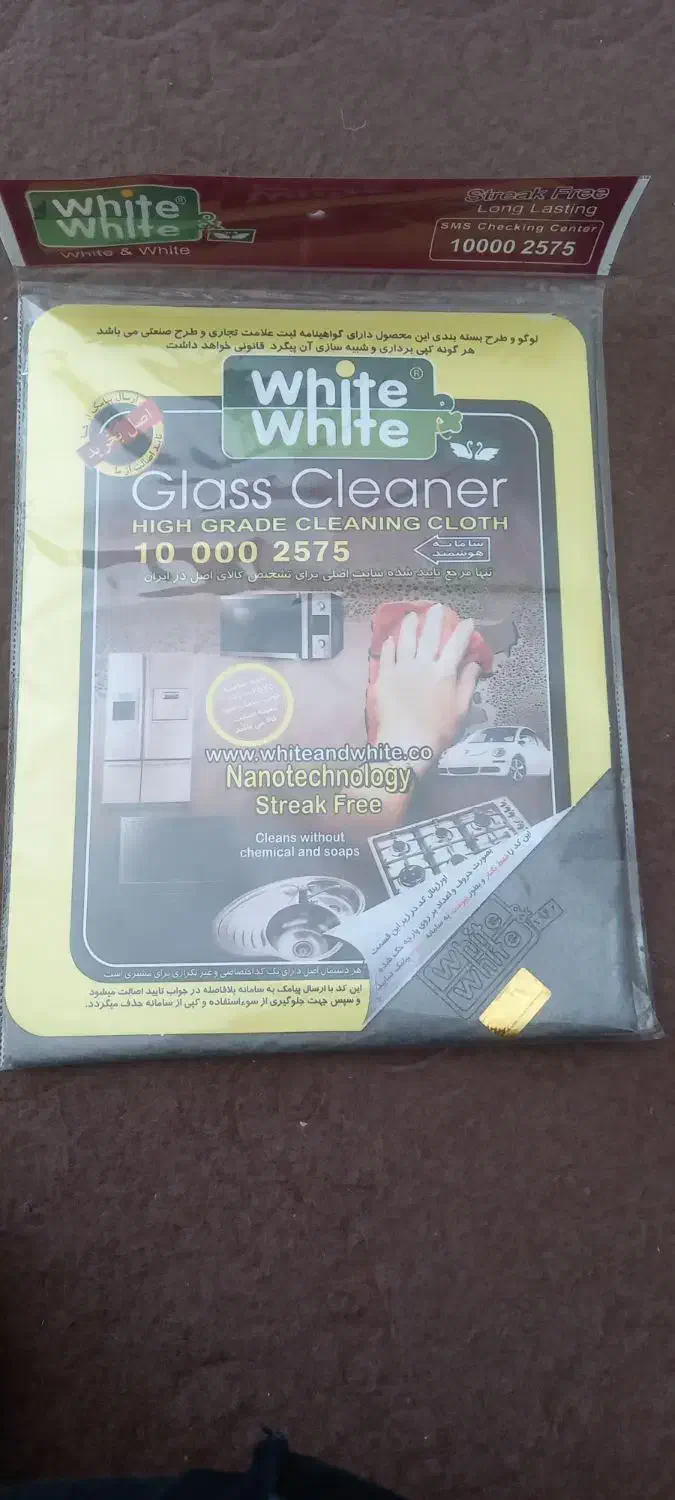 White
White
White & White
Streak Free
Long Lasting
SMS Checking Center
10000 2575
لوگو و طرح بسته بندی این محصول دارای گواهینامه ثبت علامت تجاری و طرح صنعتی می باشد
هر گونه کپی برداری و شبیه سازی آن پیگرد قانونی خواهد داشت
White
White
اصل بخرید
Glass Cleaner
HIGH GRADE CLEANING CLOTH
10 000 2575
سامانه
هوشمند
تنها مرجع تایید شده سایت اصلی برای تشخیص کالای اصل در ایران
www.whiteandwhite.co
Nanotechnology
Streak Free
Cleans without
chemical and soaps
White
White
هر دستمال اصل دارای یک کد اختصاصی و غیر تکراری برای مشتری است
این کد با ارسال پیامک به سامانه بلافاصله در جواب تایید اصالت میشود
و سپس جهت جلوگیری از سوءاستفاده و کپی از سامانه حذف میگردد.